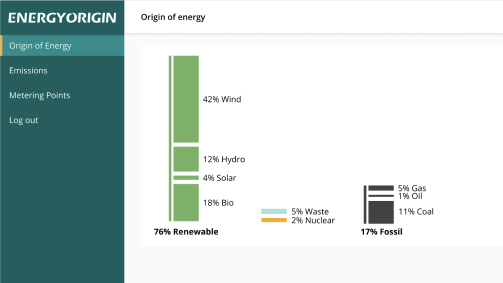 ENERGYORIGIN
Origin of Energy
Emissions
Metering Points
Log out
Origin of energy
42% Wind
12% Hydro
4% Solar
18% Bio
76% Renewable
5% Waste
2% Nuclear
5% Gas
1% Oil
11% Coal
17% Fossil